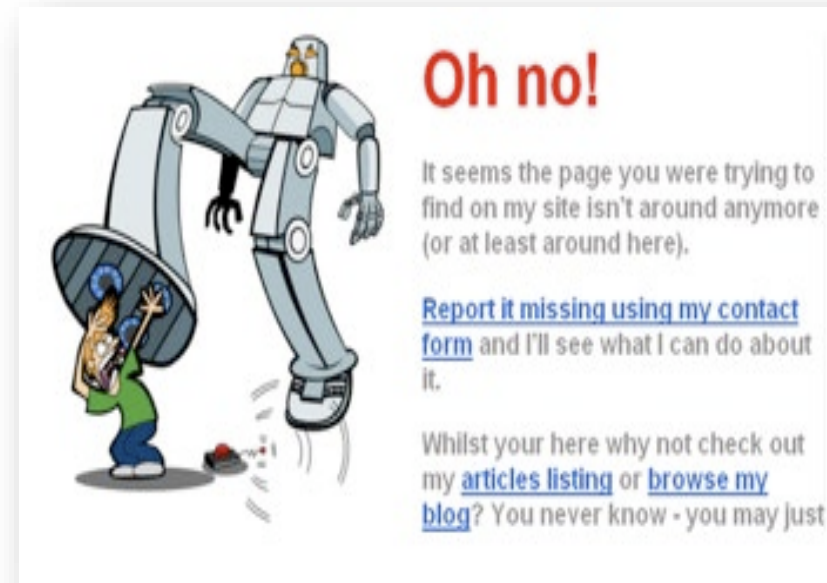 Oh no!
It seems the page you were trying to
find on my site isn't around anymore
(or at least around here).
Report it missing using my contact
form and I'll see what I can do about
it.
Whilst your here why not check out
my articles listing or browse my
blog? You never know - you may just